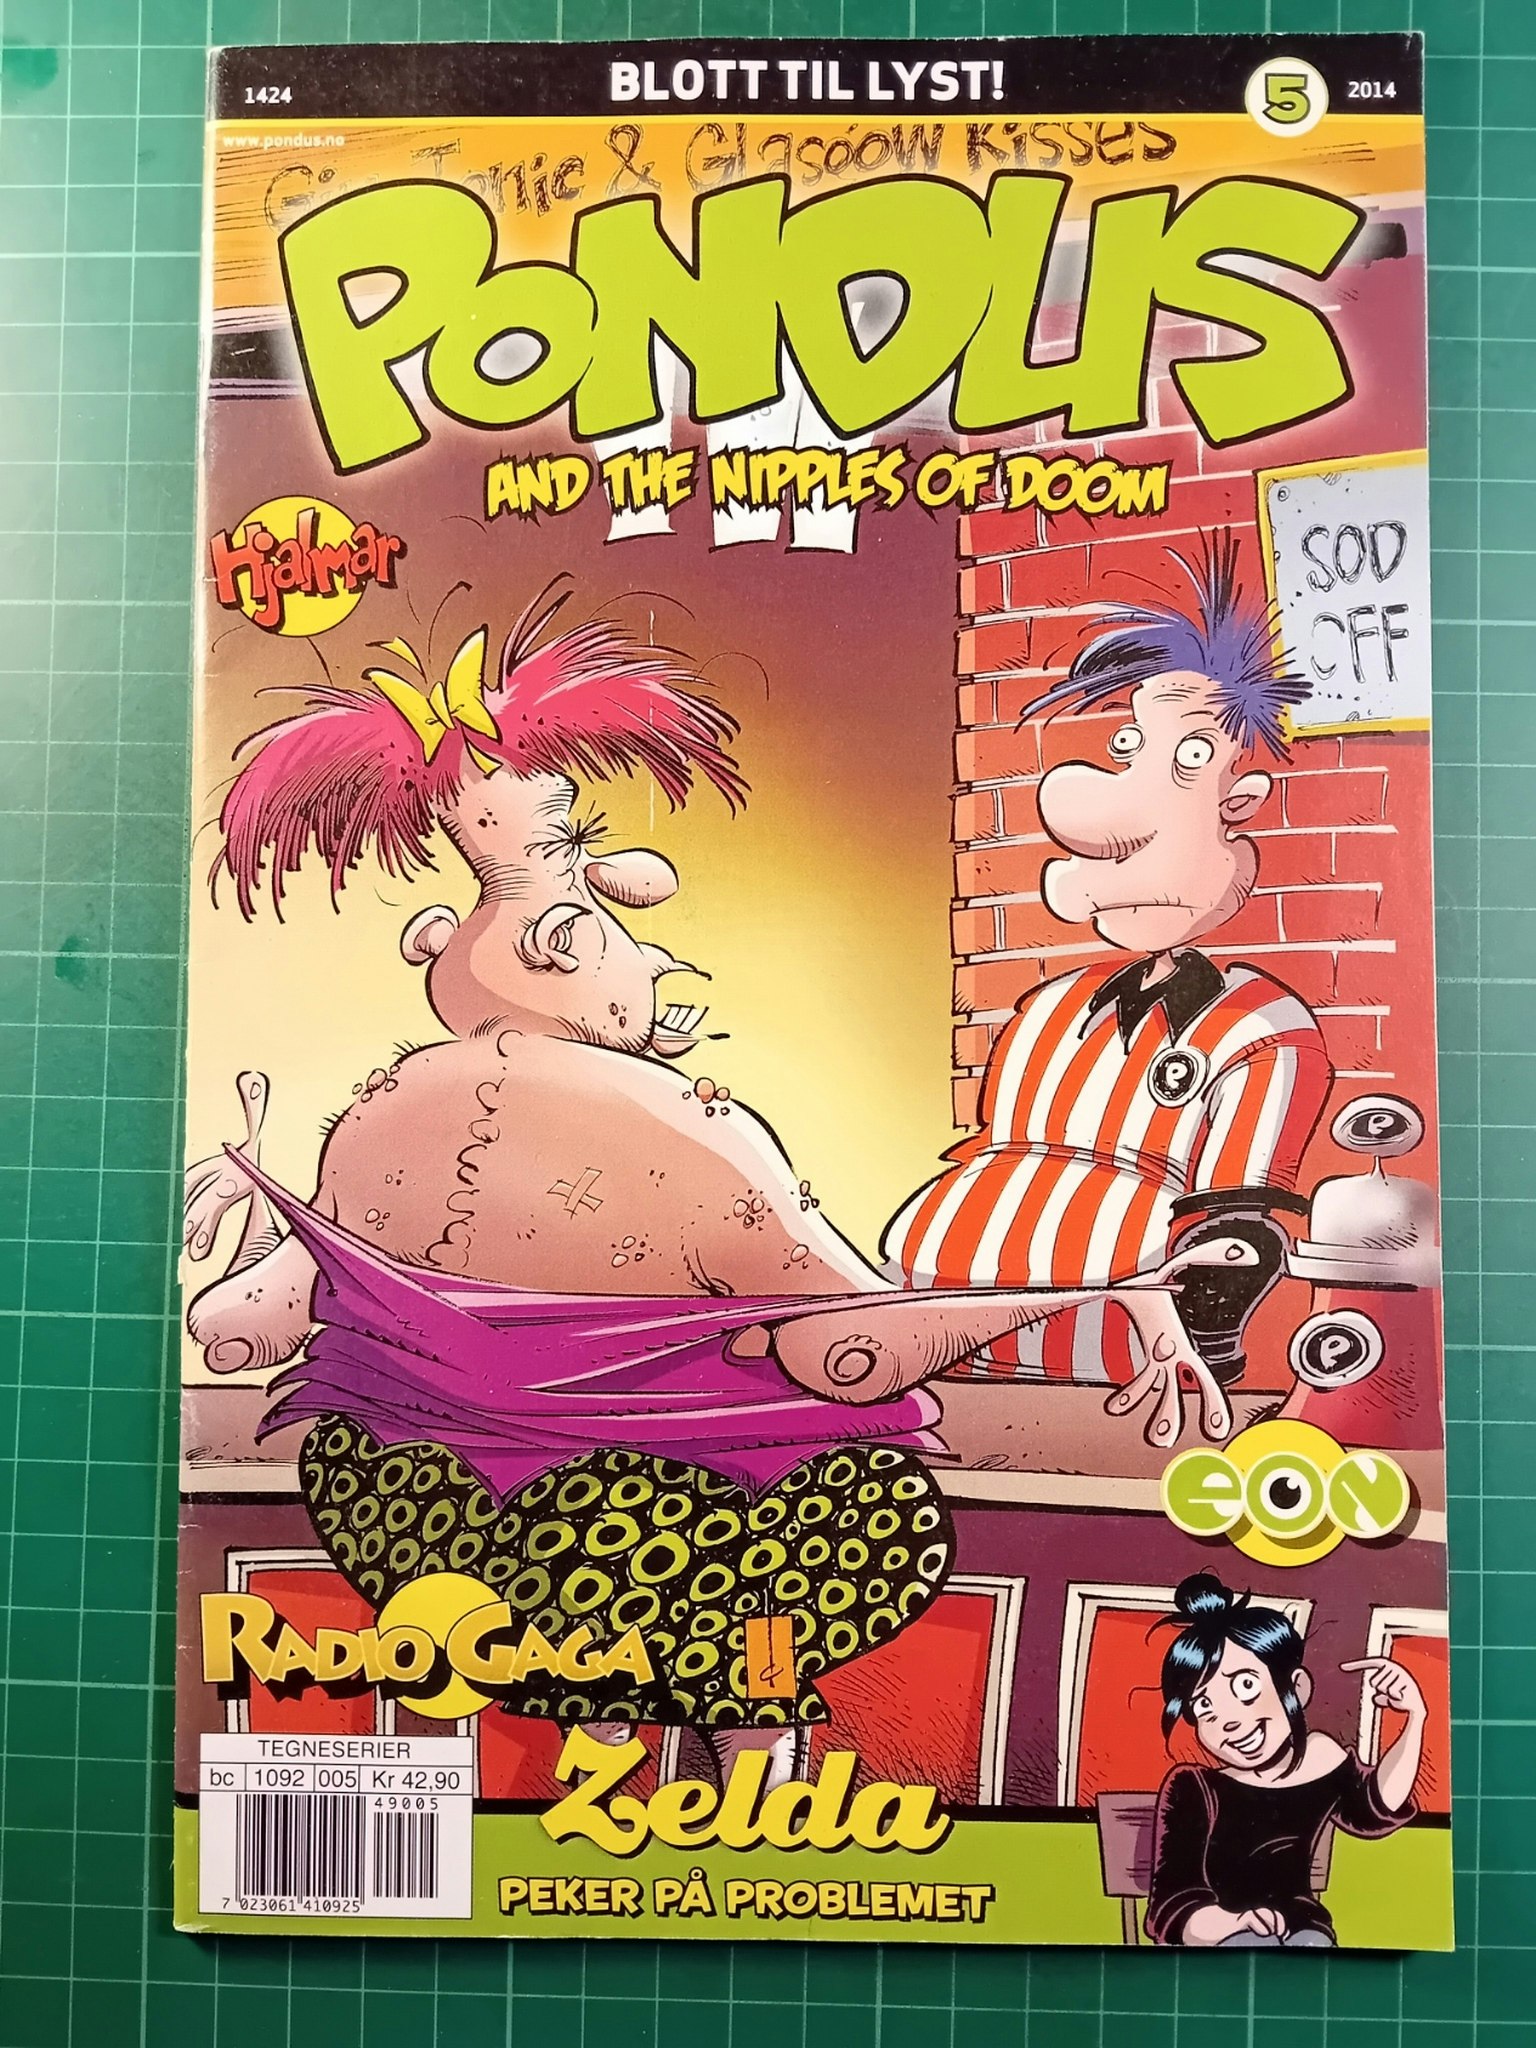 1424
BLOTT TIL LYST!
5
2014
www.pondus.no
Gin Tonic & Glasgow Kisses
PONDUS
AND THE NIPPLES OF DOOM
Hjalmar
SOD
OFF
P
P
P
eon
RADIO GAGA
Zelda
PEKER PÅ PROBLEMET
TEGNESERIER
bc 1092 005 Kr 42,90
49005
7 023061 410925